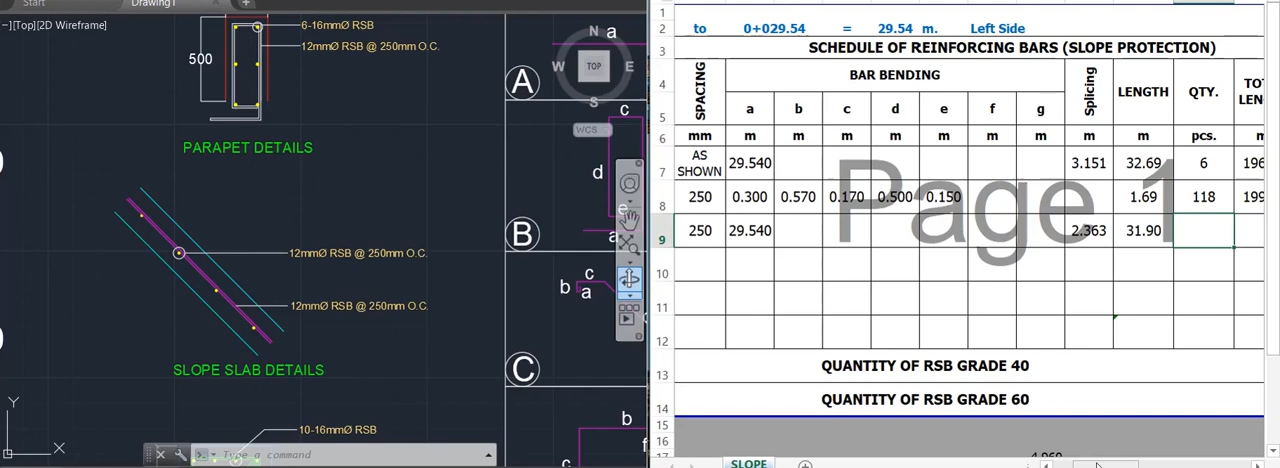 Start
Drawing1
–][Top][2D Wireframe]
6-16mmØ RSB
12mmØ RSB @ 250mm O.C.
500
PARAPET DETAILS
12mmØ RSB @ 250mm O.C.
12mmØ RSB @ 250mm O.C.
SLOPE SLAB DETAILS
10-16mmØ RSB
Y
X
Type a command
N
W TOP E
S
WCS
A
a
c
d
e
a
B
c
b
a
C
b
f
c
1
2 to 0+029.54 = 29.54 m. Left Side
3 SCHEDULE OF REINFORCING BARS (SLOPE PROTECTION)
4 SPACING BAR BENDING Splicing LENGTH QTY.
5 a b c d e f g
6 mm m m m m m m m m m pcs.
7 AS SHOWN 29.540 3.151 32.69 6 196
8 250 0.300 0.570 0.170 0.500 0.150 1.69 118 199
9 250 29.540 2.363 31.90
Page 1
10
11
12
13 QUANTITY OF RSB GRADE 40
14 QUANTITY OF RSB GRADE 60
15
16
17 4.960
SLOPE